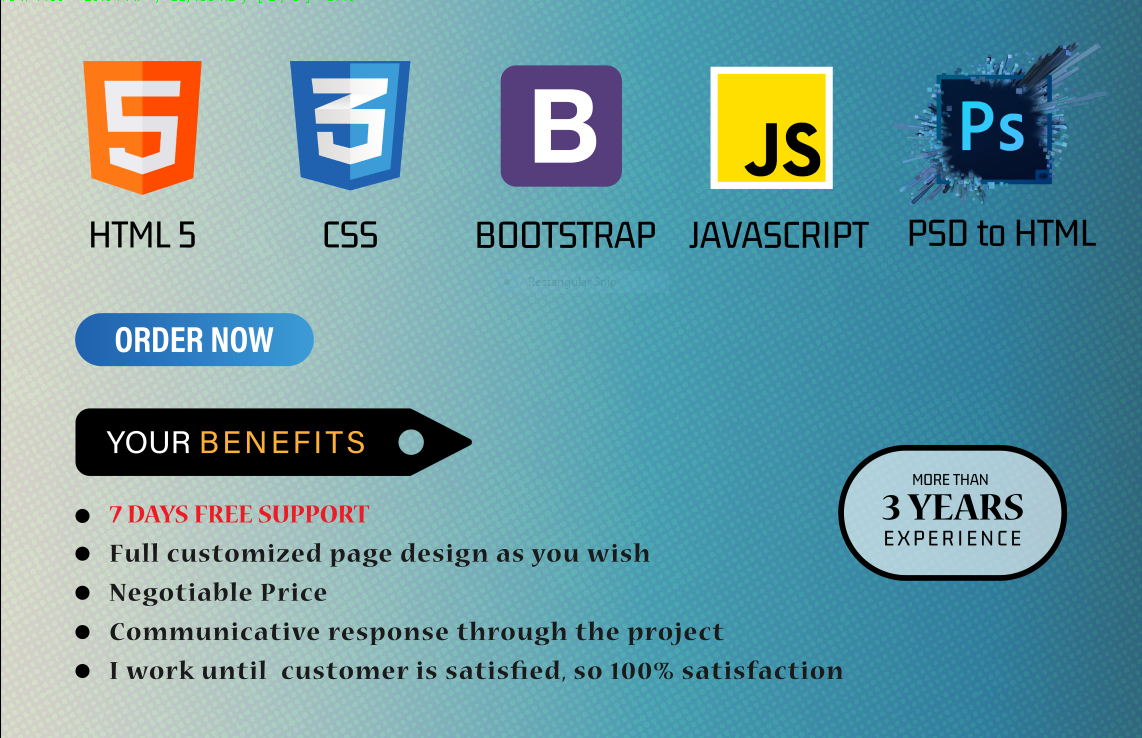 5
3
B
JS
Ps
HTML 5
CSS
BOOTSTRAP
JAVASCRIPT
PSD to HTML
Rectangular Snip
ORDER NOW
YOUR BENEFITS
7 DAYS FREE SUPPORT
Full customized page design as you wish
Negotiable Price
Communicative response through the project
I work until  customer is satisfied, so 100% satisfaction
MORE THAN
3 YEARS
EXPERIENCE